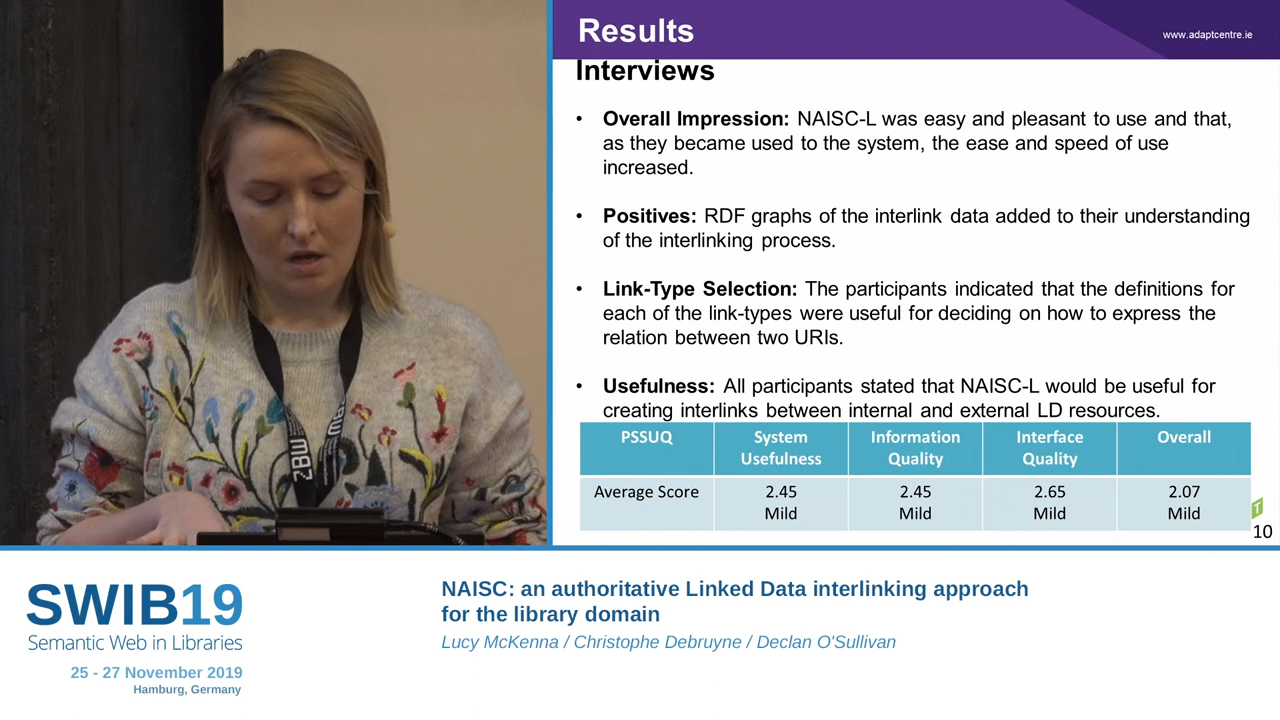 Results
www.adaptcentre.ie
Interviews
• Overall Impression: NAISC-L was easy and pleasant to use and that,
as they became used to the system, the ease and speed of use
increased.
• Positives: RDF graphs of the interlink data added to their understanding
of the interlinking process.
• Link-Type Selection: The participants indicated that the definitions for
each of the link-types were useful for deciding on how to express the
relation between two URIs.
• Usefulness: All participants stated that NAISC-L would be useful for
creating interlinks between internal and external LD resources.
PSSUQ System Usefulness Information Quality Interface Quality Overall
Average Score 2.45 Mild 2.45 Mild 2.65 Mild 2.07 Mild
T
10
ZBW
SWIB19
Semantic Web in Libraries
25 - 27 November 2019
Hamburg, Germany
NAISC: an authoritative Linked Data interlinking approach
for the library domain
Lucy McKenna / Christophe Debruyne / Declan O'Sullivan